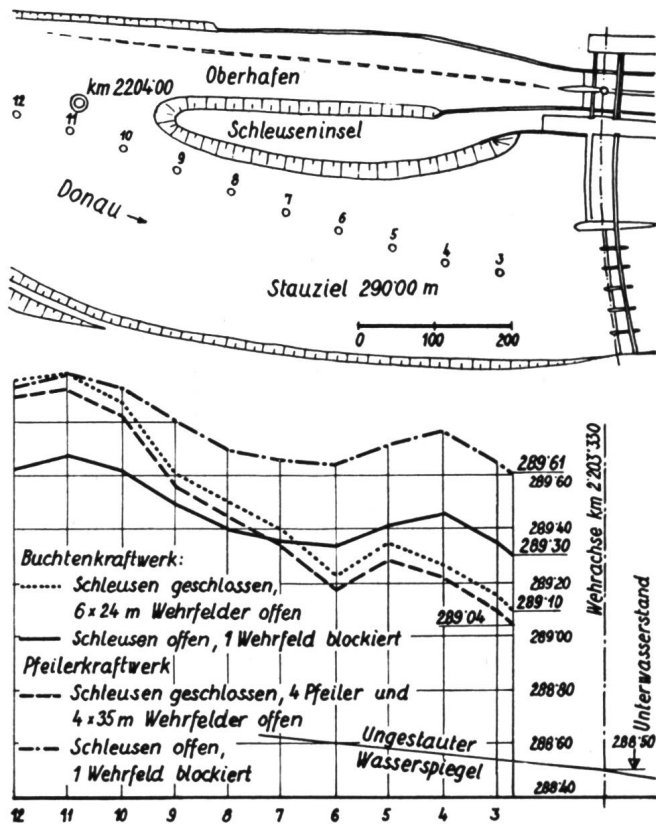 Oberhafen
km 2204'00
Schleuseninsel
12
11
10
9
8
7
6
5
4
3
Donau
Stauziel 290'00 m
0 100 200
289'61
289'60
289'40
289'30
289'20
289'10
289'04
289'00
288'80
288'60
288'50
288'40
Wehrachse km 2'203'330
Unterwasserstand
Buchtenkraftwerk:
Schleusen geschlossen,
6 x 24 m Wehrfelder offen
Schleusen offen, 1 Wehrfeld blockiert
Pfeilerkraftwerk
Schleusen geschlossen, 4 Pfeiler und
4 x 35 m Wehrfelder offen
Schleusen offen,
1 Wehrfeld blockiert
Ungestauter
Wasserspiegel
12 11 10 9 8 7 6 5 4 3